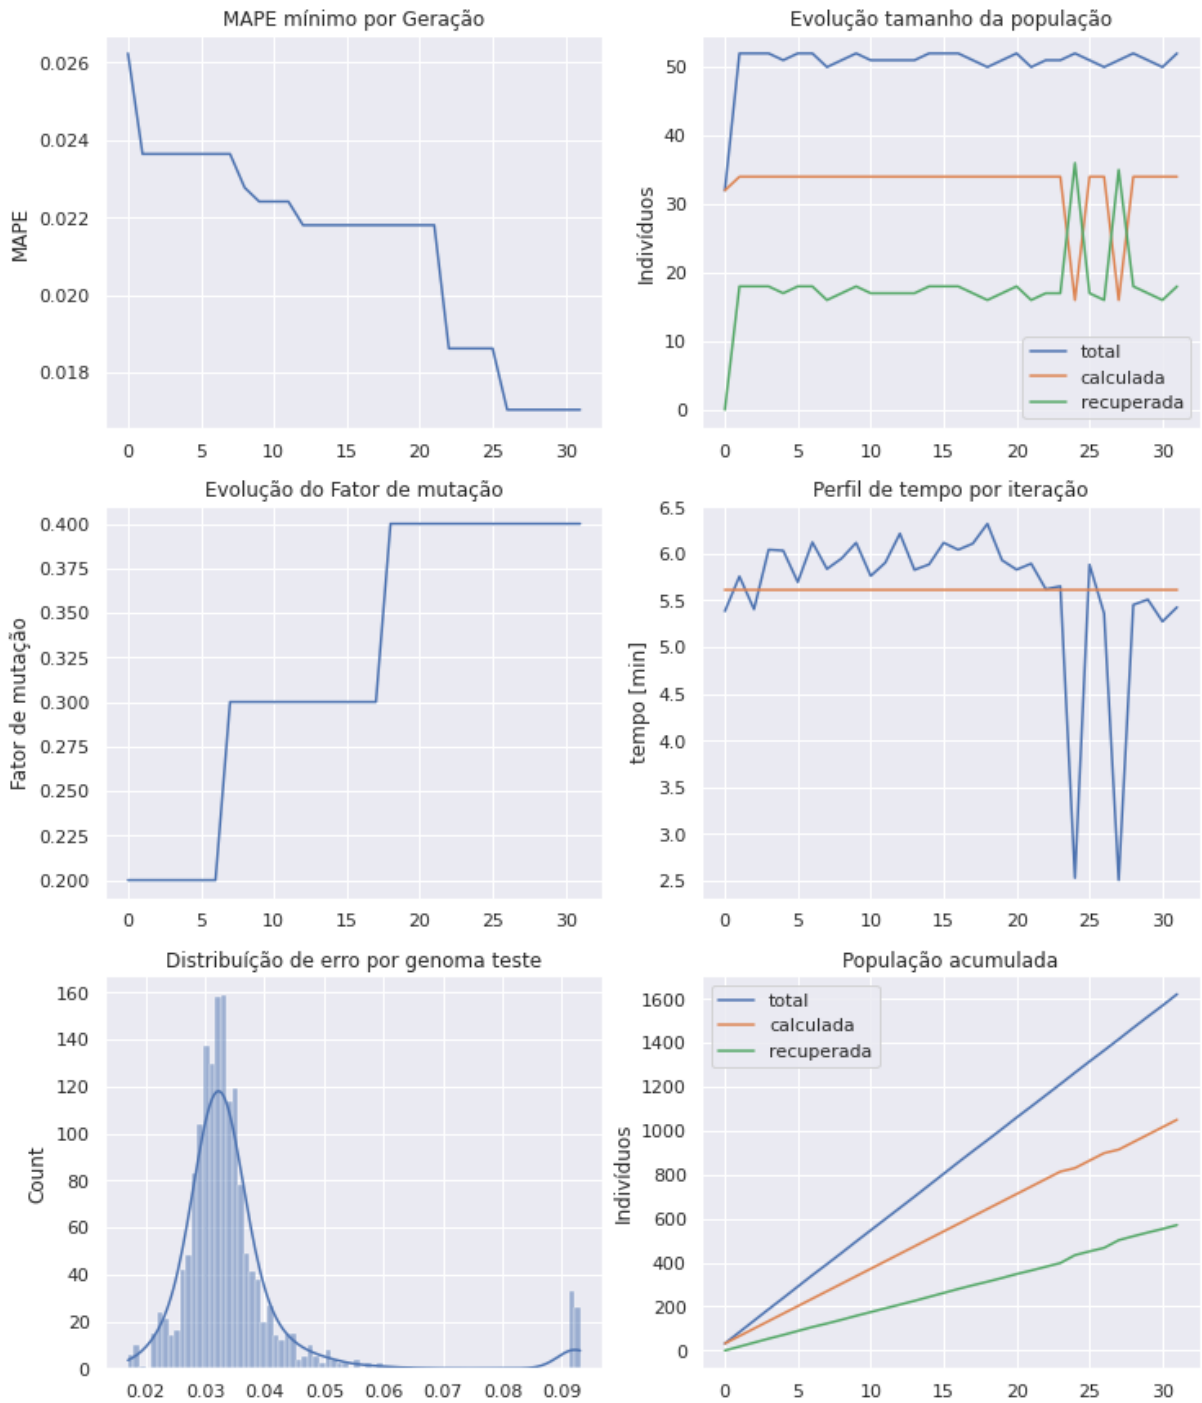 MAPE mínimo por Geração
MAPE
0.026
0.024
0.022
0.020
0.018
0 5 10 15 20 25 30
Evolução tamanho da população
Indivíduos
50
40
30
20
10
0
total
calculada
recuperada
0 5 10 15 20 25 30
Evolução do Fator de mutação
Fator de mutação
0.400
0.375
0.350
0.325
0.300
0.275
0.250
0.225
0.200
0 5 10 15 20 25 30
Perfil de tempo por iteração
tempo [min]
6.5
6.0
5.5
5.0
4.5
4.0
3.5
3.0
2.5
0 5 10 15 20 25 30
Distribuíção de erro por genoma teste
Count
160
140
120
100
80
60
40
20
0
0.02 0.03 0.04 0.05 0.06 0.07 0.08 0.09
População acumulada
Indivíduos
1600
1400
1200
1000
800
600
400
200
0
total
calculada
recuperada
0 5 10 15 20 25 30